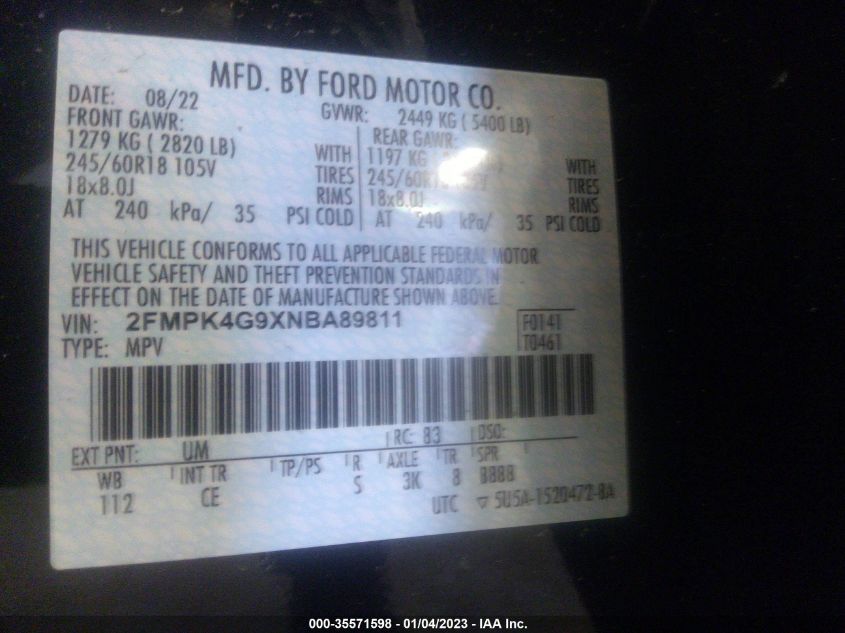 MFD. BY FORD MOTOR CO.
DATE: 08/22 GVWR: 2449 KG ( 5400 LB)
FRONT GAWR: REAR GAWR:
1279 KG ( 2820 LB) WITH 1197 KG ( WITH
245/60R18 105V TIRES 245/60R18 TIRES
18x8.0J RIMS 18x8.0J RIMS
AT 240 kPa/ 35 PSI COLD AT 240 kPa/ 35 PSI COLD
THIS VEHICLE CONFORMS TO ALL APPLICABLE FEDERAL MOTOR
VEHICLE SAFETY AND THEFT PREVENTION STANDARDS IN
EFFECT ON THE DATE OF MANUFACTURE SHOWN ABOVE.
VIN: 2FMPK4G9XNBA89811 F0141
TYPE: MPV T0461
EXT PNT: UM RC: 83 DSO:
WB INT TR TP/PS R AXLE TR SPR
112 CE S 3K 8 8888
UTC ▽ 5U5A-1520472-BA
000-35571598 - 01/04/2023 - IAA Inc.